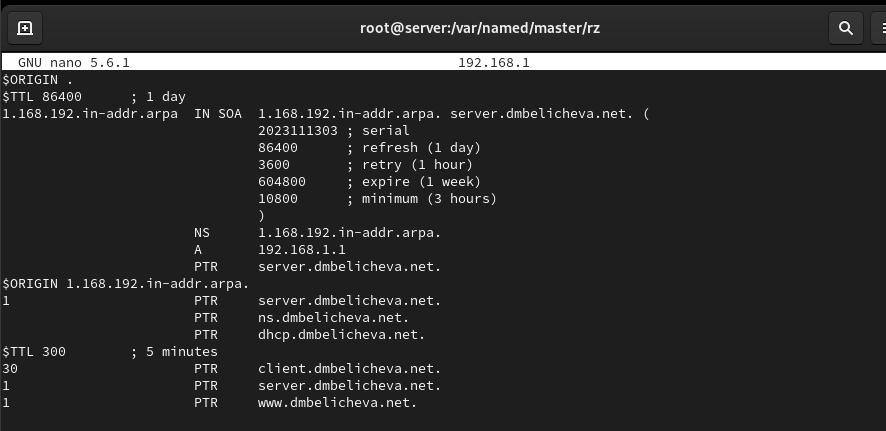 root@server:/var/named/master/rz
GNU nano 5.6.1 192.168.1
$ORIGIN .
$TTL 86400 ; 1 day
1.168.192.in-addr.arpa IN SOA 1.168.192.in-addr.arpa. server.dmbelicheva.net. (
2023111303 ; serial
86400 ; refresh (1 day)
3600 ; retry (1 hour)
604800 ; expire (1 week)
10800 ; minimum (3 hours)
)
NS 1.168.192.in-addr.arpa.
A 192.168.1.1
PTR server.dmbelicheva.net.
$ORIGIN 1.168.192.in-addr.arpa.
1 PTR server.dmbelicheva.net.
PTR ns.dmbelicheva.net.
PTR dhcp.dmbelicheva.net.
$TTL 300 ; 5 minutes
30 PTR client.dmbelicheva.net.
1 PTR server.dmbelicheva.net.
1 PTR www.dmbelicheva.net.